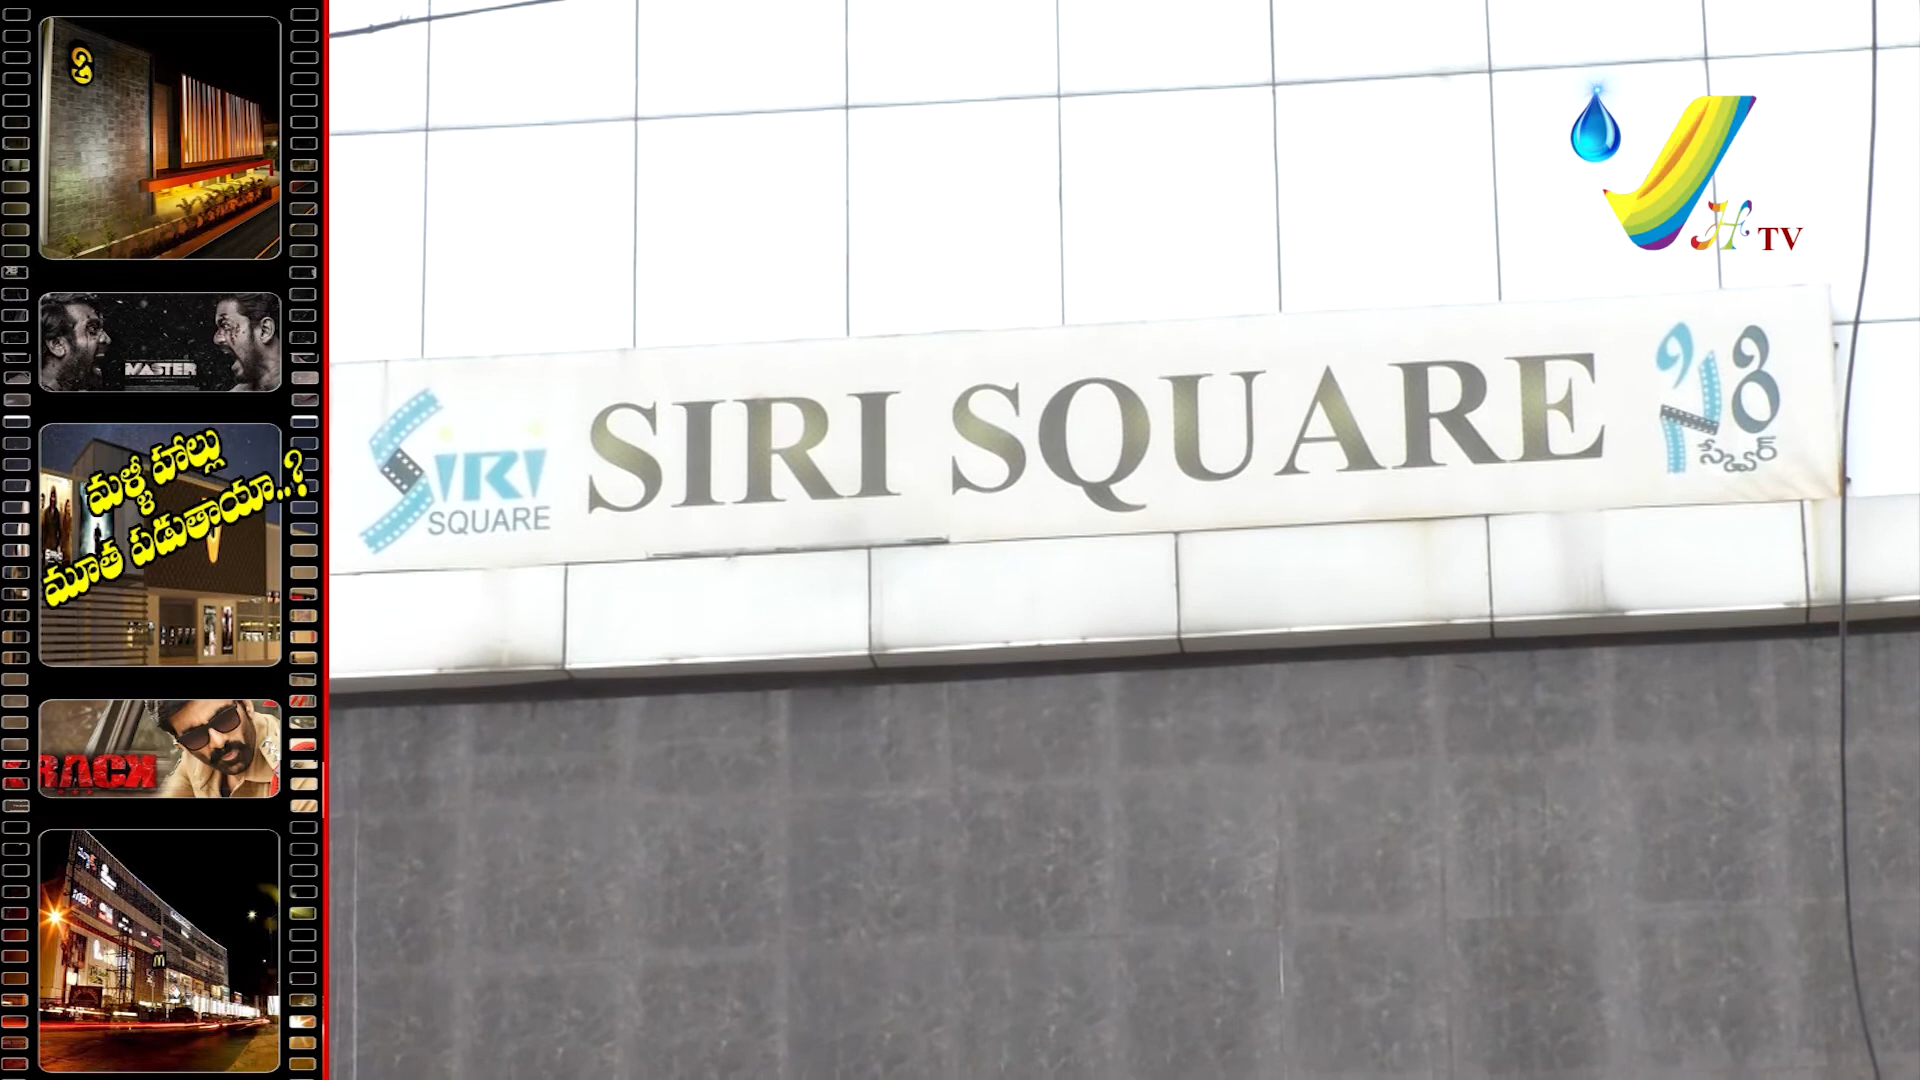 మళ్ళీ హాల్లు
మూత పడుతాయా..?
MASTER
RACK
SIRI
SQUARE
SIRI SQUARE
సిరి
స్క్వేర్
H TV